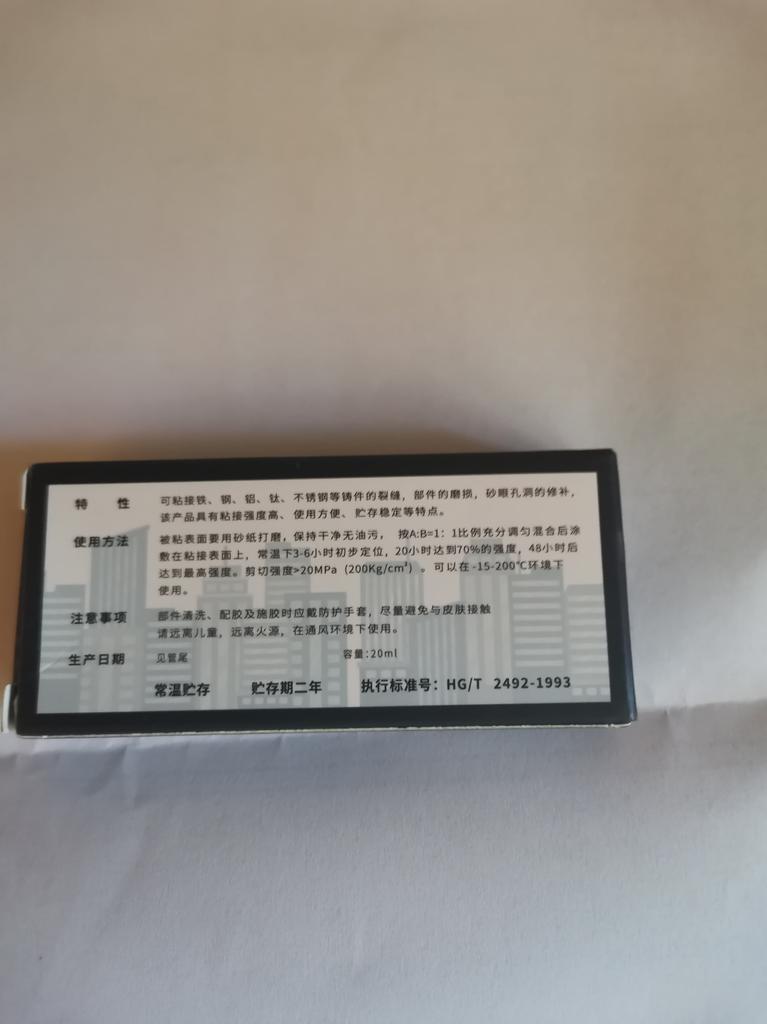 特 性 可粘接铁、钢、铝、钛、不锈钢等铸件的裂缝，部件的磨损，砂眼孔洞的修补，
该产品具有粘接强度高、使用方便、贮存稳定等特点。
使用方法 被粘表面要用砂纸打磨，保持干净无油污， 按A:B=1：1比例充分调匀混合后涂
敷在粘接表面上，常温下3-6小时初步定位，20小时达到70%的强度，48小时后
达到最高强度。剪切强度>20MPa（200Kg/cm²）。可以在-15-200℃环境下
使用。
注意事项 部件清洗、配胶及施胶时应戴防护手套，尽量避免与皮肤接触
请远离儿童，远离火源，在通风环境下使用。
生产日期 见管尾 容量:20ml
常温贮存 贮存期二年 执行标准号：HG/T 2492-1993